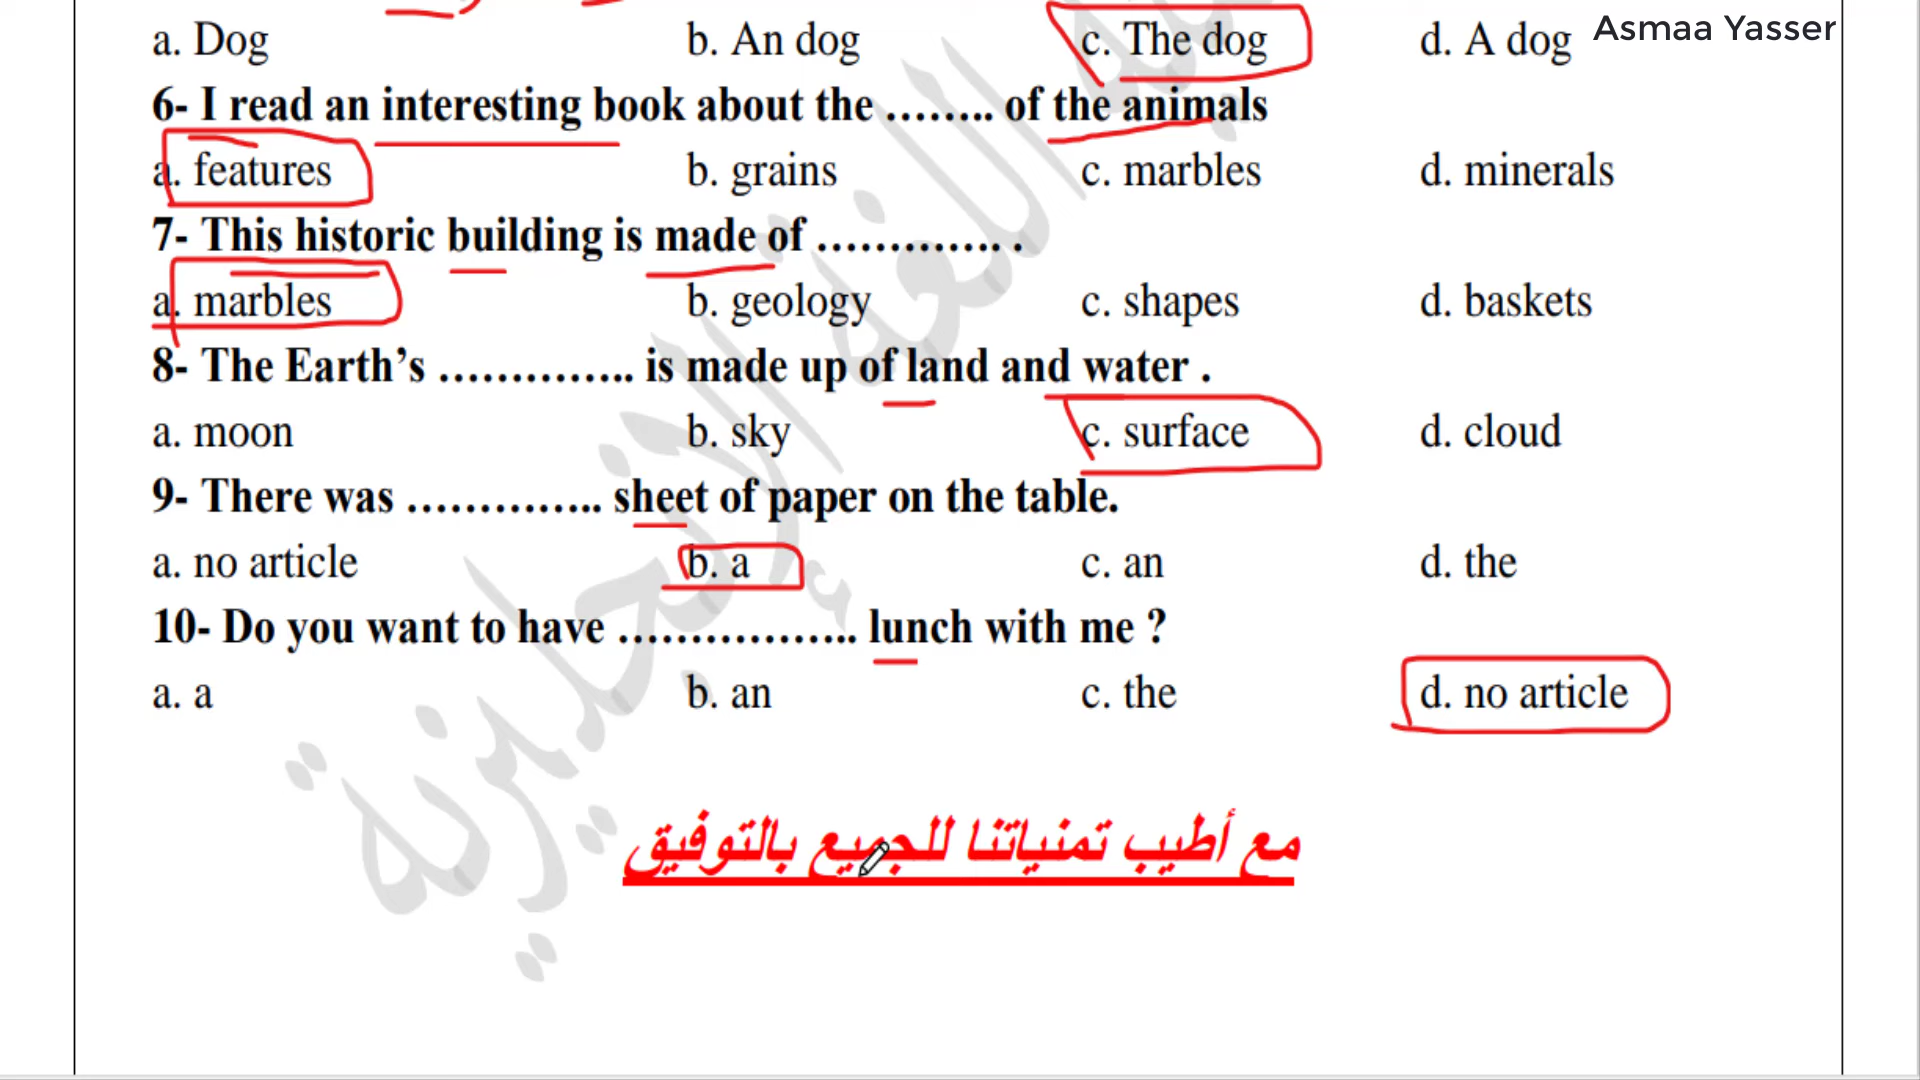 Asmaa Yasser
a. Dog b. An dog c. The dog d. A dog
6- I read an interesting book about the …….. of the animals
a. features b. grains c. marbles d. minerals
7- This historic building is made of …………. .
a. marbles b. geology c. shapes d. baskets
8- The Earth’s ………….. is made up of land and water .
a. moon b. sky c. surface d. cloud
9- There was ………….. sheet of paper on the table.
a. no article b. a c. an d. the
10- Do you want to have …………….. lunch with me ?
a. a b. an c. the d. no article
مع أطيب تمنياتنا للجميع بالتوفيق
اللغة الإنجليزية